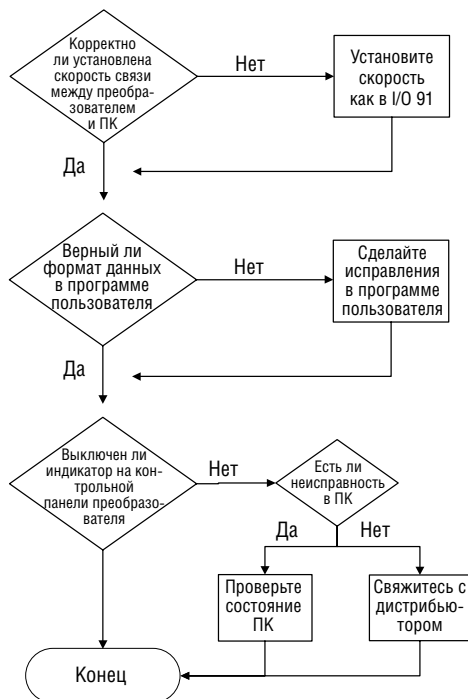 Корректно
ли установлена
скорость связи
между преобра-
зователем
и ПК
Нет
Установите
скорость
как в I/O 91
Да
Верный ли
формат данных
в программе
пользователя
Нет
Сделайте
исправления
в программе
пользователя
Да
Выключен ли
индикатор на кон-
трольной
панели преобразо-
вателя
Нет
Есть ли
неисправность
в ПК
Да
Нет
Проверьте
состояние
ПК
Свяжитесь с
дистрибью-
тором
Конец